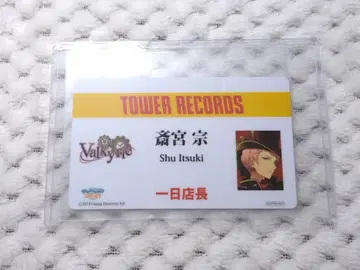 TOWER RECORDS
Valkyrie
斎宮 宗
Shu Itsuki
一日店長